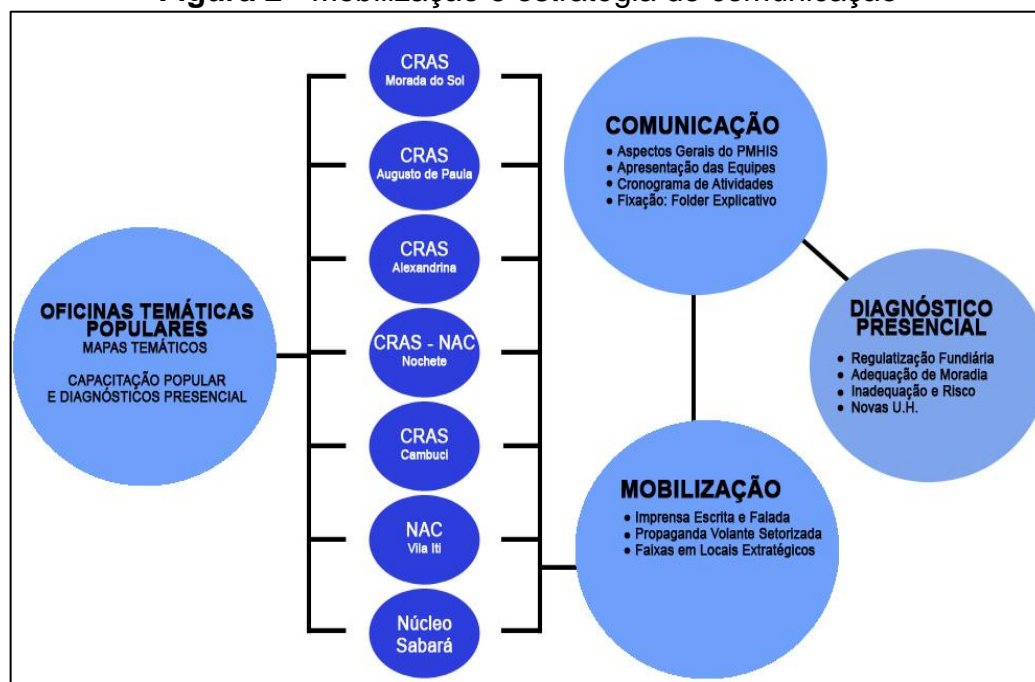 Figura 2 - Mobilização e estratégia de comunicação
OFICINAS TEMÁTICAS
POPULARES
MAPAS TEMÁTICOS
CAPACITAÇÃO POPULAR
E DIAGNÓSTICOS PRESENCIAL
CRAS
Morada do Sol
CRAS
Augusto de Paula
CRAS
Alexandrina
CRAS - NAC
Nochete
CRAS
Cambuci
NAC
Vila Iti
Núcleo
Sabará
COMUNICAÇÃO
● Aspectos Gerais do PMHIS
● Apresentação das Equipes
● Cronograma de Atividades
● Fixação: Folder Explicativo
DIAGNÓSTICO
PRESENCIAL
● Regulatização Fundiária
● Adequação de Moradia
● Inadequação e Risco
● Novas U.H.
MOBILIZAÇÃO
● Imprensa Escrita e Falada
● Propaganda Volante Setorizada
● Faixas em Locais Extratégicos